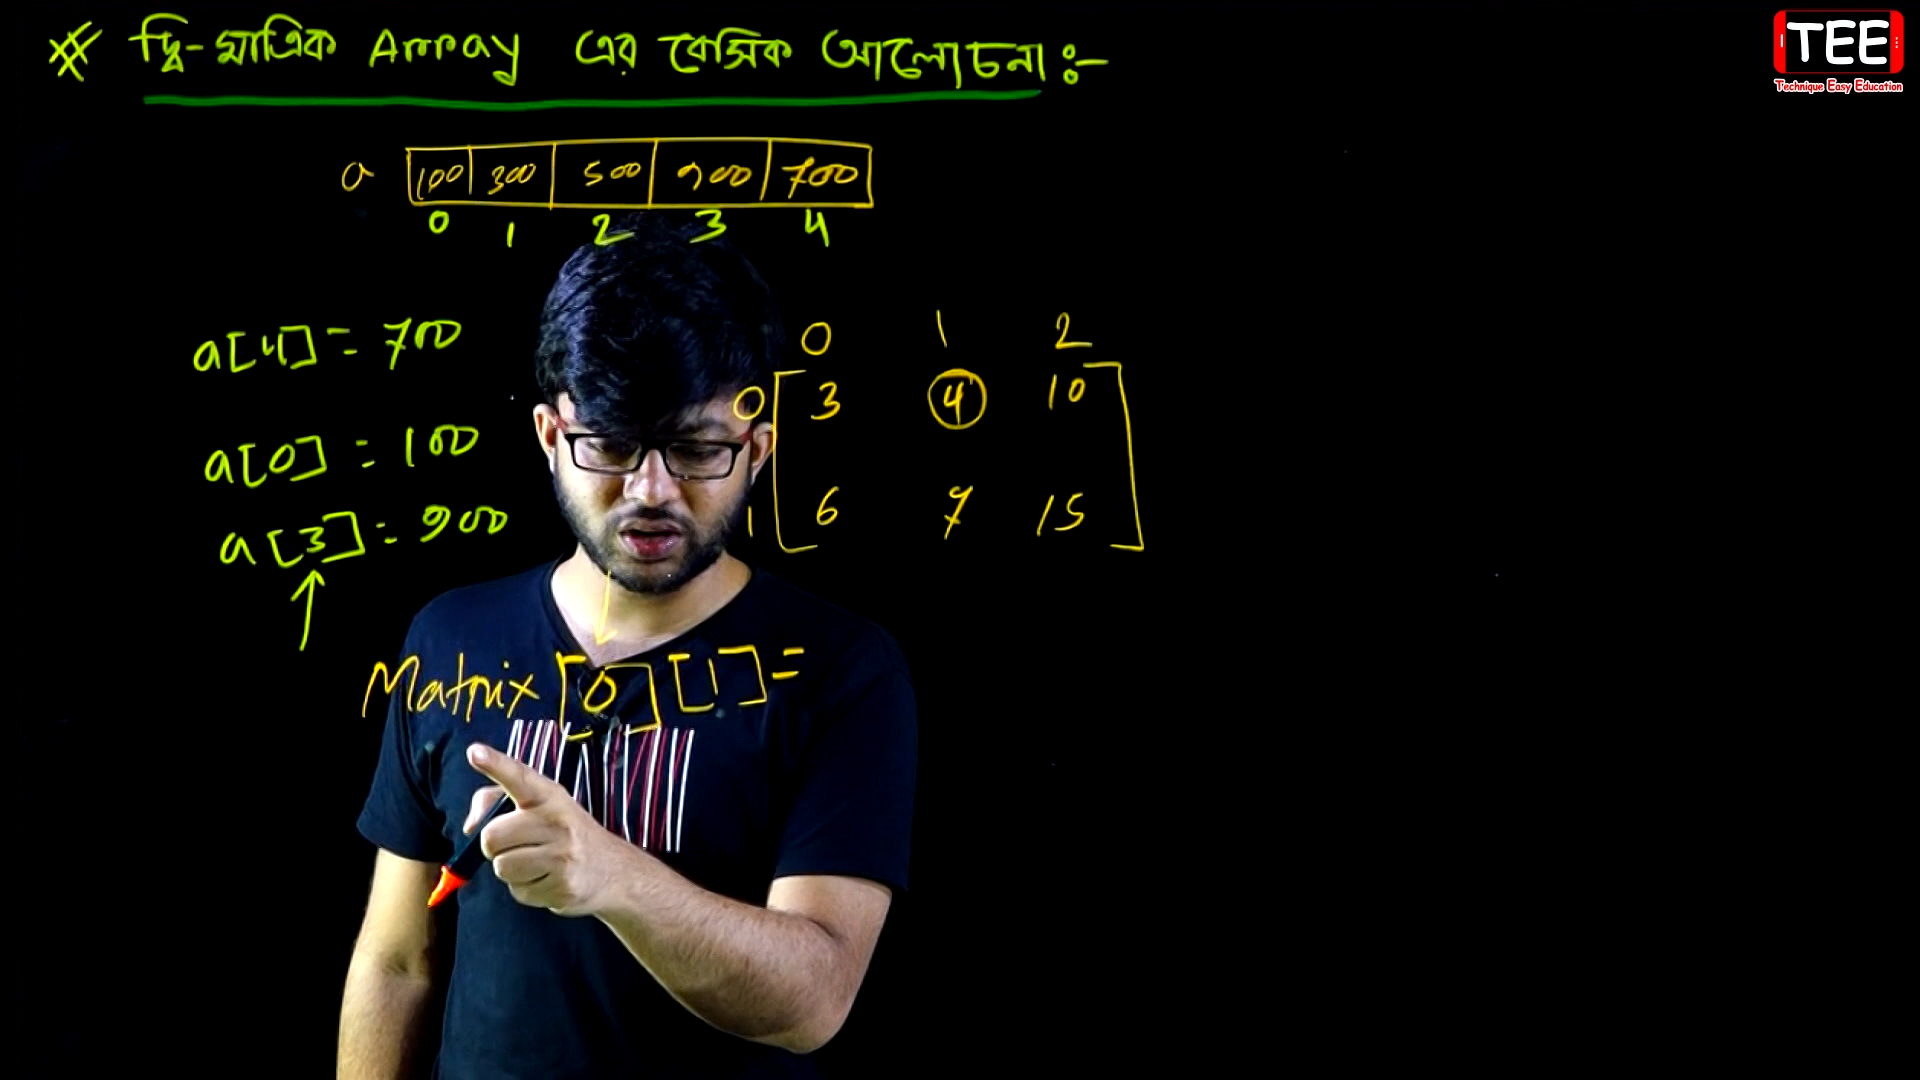 ※ দ্বি-মাত্রিক Array এর বেসিক আলোচনা :-
TEE
Technique Easy Education
a 100 300 500 900 700
0 1 2 3 4
a[4] = 700
a[0] = 100
a[3] = 900
0 1 2
0 3 4 10
1 6 7 15
Matrix [0] [1] =